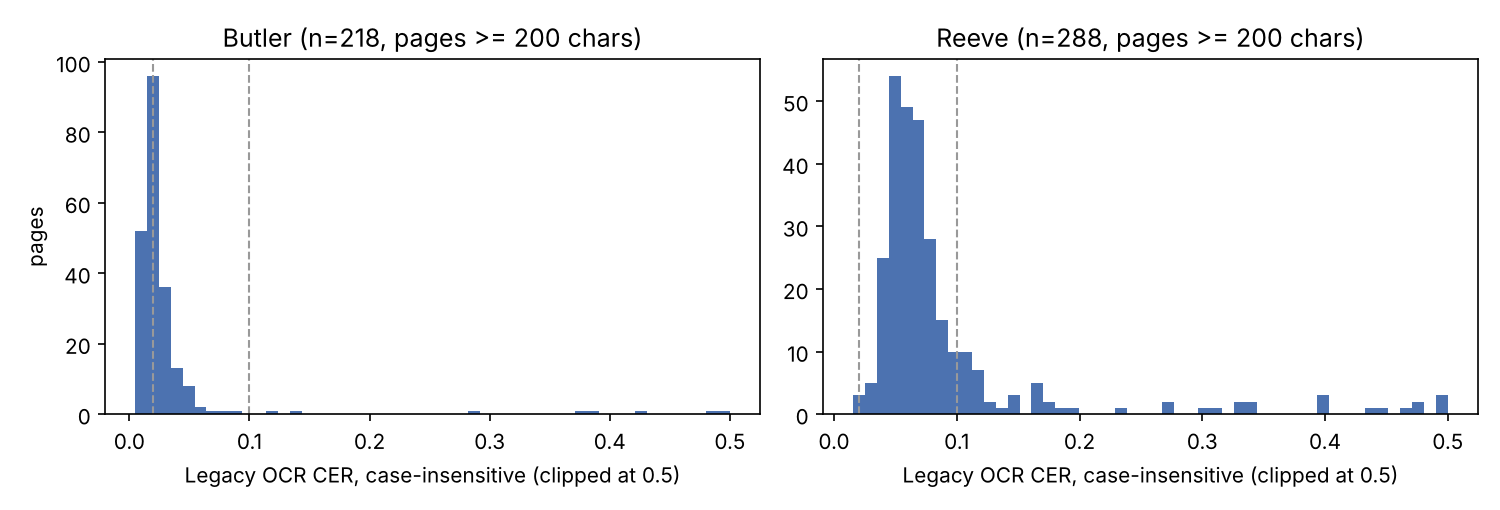 Butler (n=218, pages >= 200 chars)
100
80
60
40
20
0
pages
0.0 0.1 0.2 0.3 0.4 0.5
Legacy OCR CER, case-insensitive (clipped at 0.5)
Reeve (n=288, pages >= 200 chars)
50
40
30
20
10
0
0.0 0.1 0.2 0.3 0.4 0.5
Legacy OCR CER, case-insensitive (clipped at 0.5)